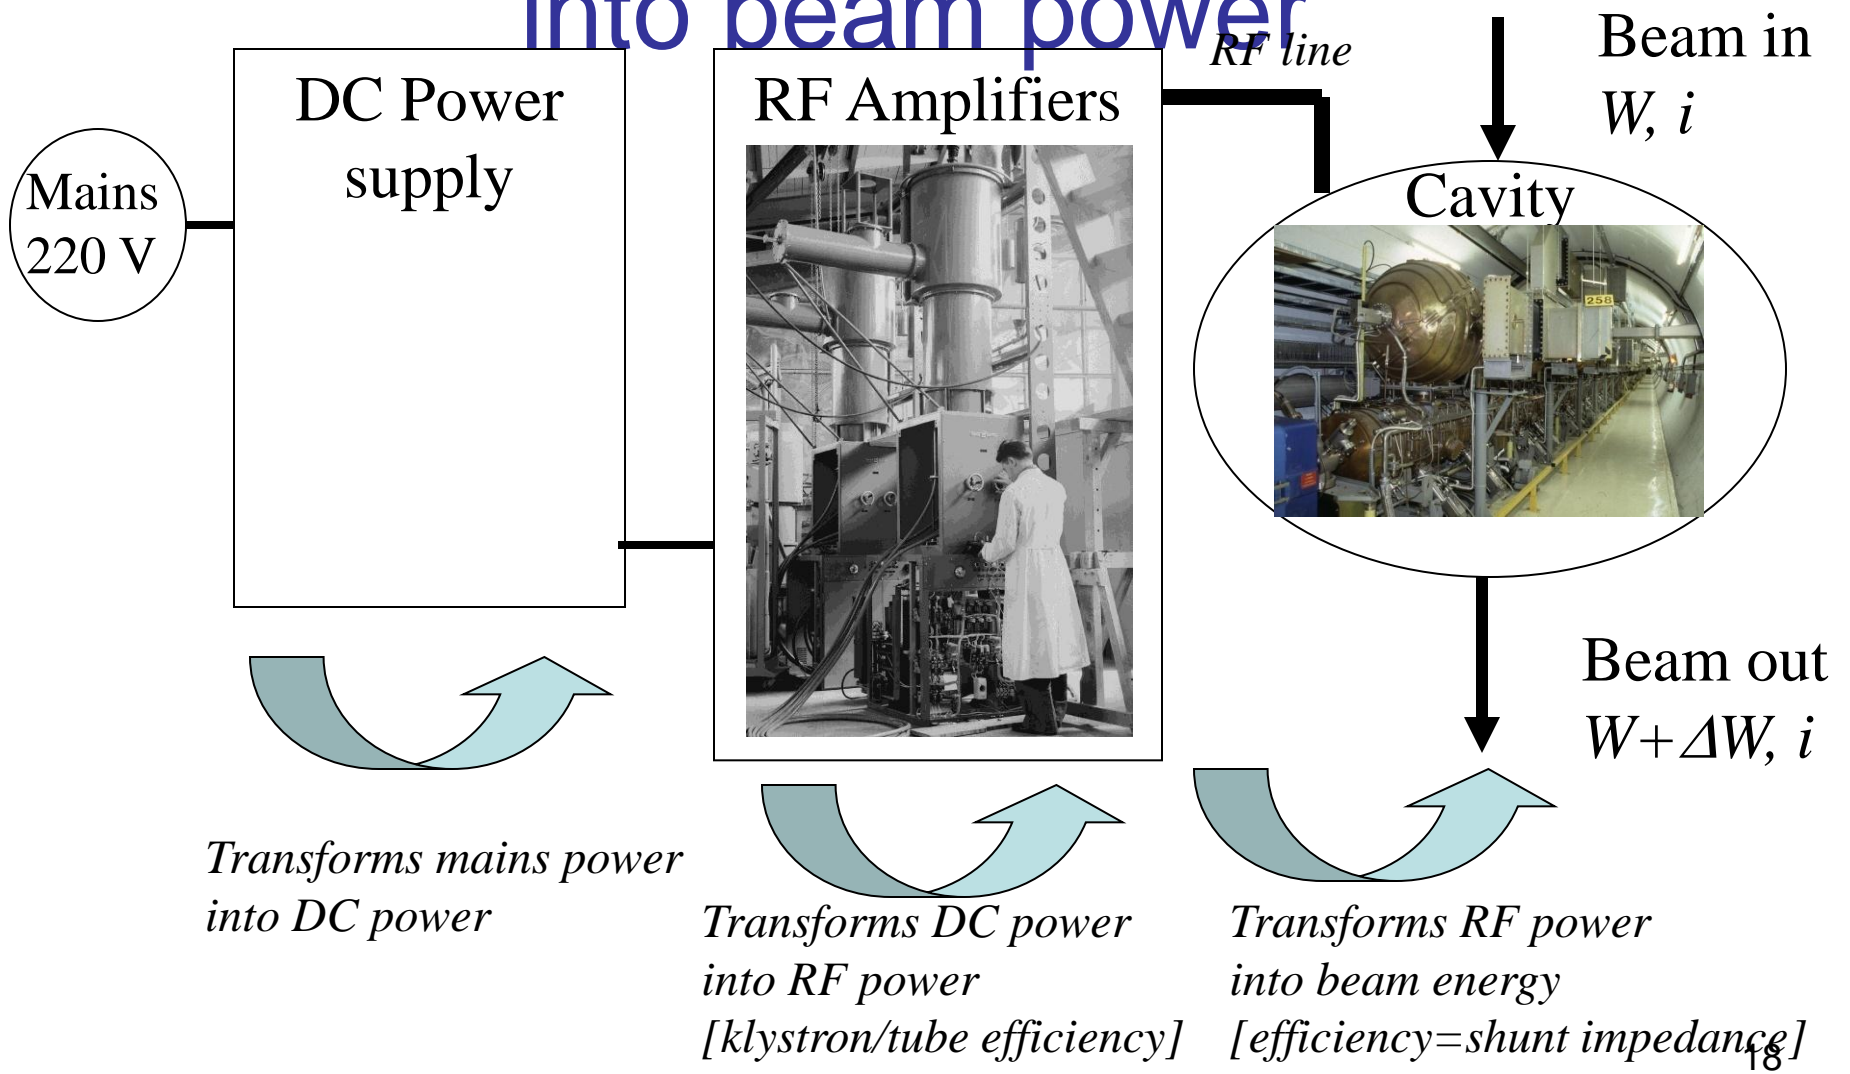 into beam power
RF line
Beam in
W, i
DC Power
supply
RF Amplifiers
Mains
220 V
Cavity
258
Beam out
W+ΔW, i
Transforms mains power
into DC power
Transforms DC power
into RF power
[klystron/tube efficiency]
Transforms RF power
into beam energy
[efficiency=shunt impedance]
18